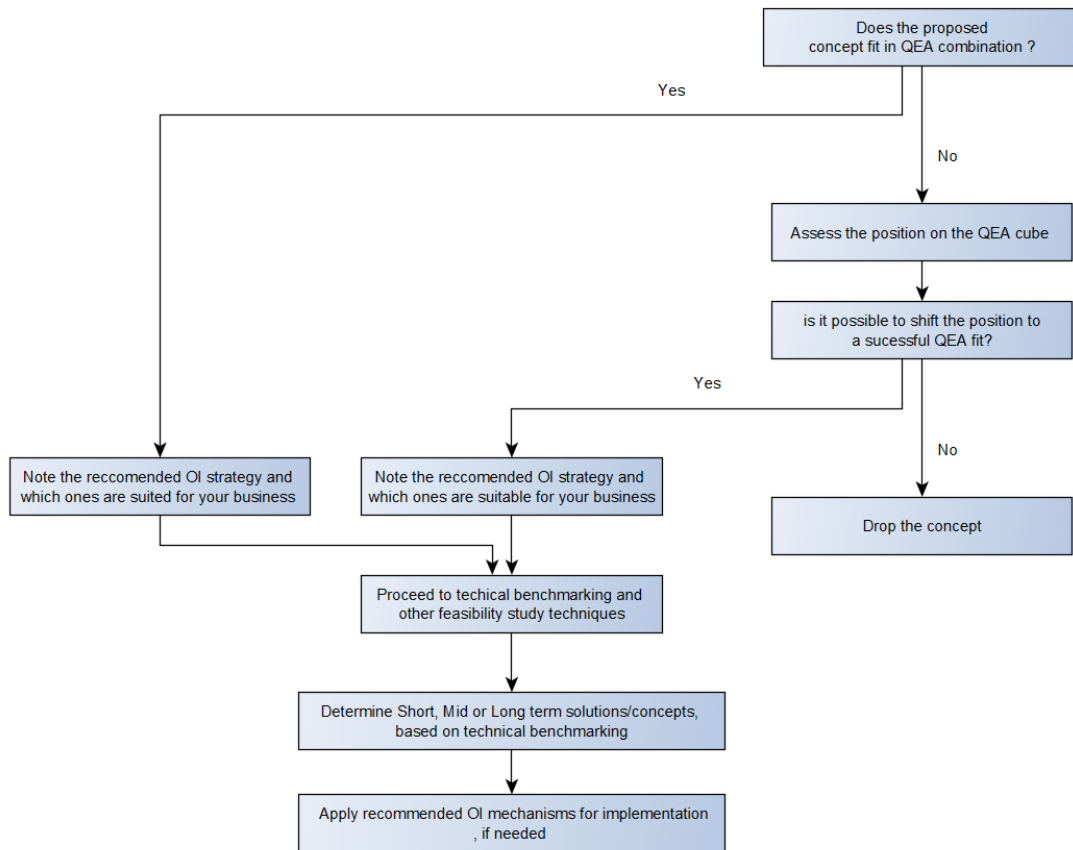 Does the proposed
concept fit in QEA combination ?
Yes
No
Assess the position on the QEA cube
is it possible to shift the position to
a sucessful QEA fit?
Yes
No
Note the reccomended OI strategy and
which ones are suited for your business
Note the reccomended OI strategy and
which ones are suitable for your business
Drop the concept
Proceed to techical benchmarking and
other feasibility study techniques
Determine Short, Mid or Long term solutions/concepts,
based on technical benchmarking
Apply recommended OI mechanisms for implementation
, if needed